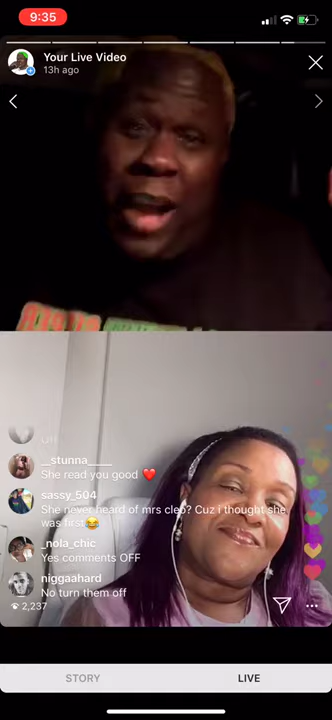 9:35
Your Live Video
13h ago
__stunna____
She read you good ❤️
sassy_504
She never heard of mrs cleo? Cuz i thought she
was first😂
_nola_chic
Yes comments OFF
niggaahard
No turn them off
2,237
STORY
LIVE